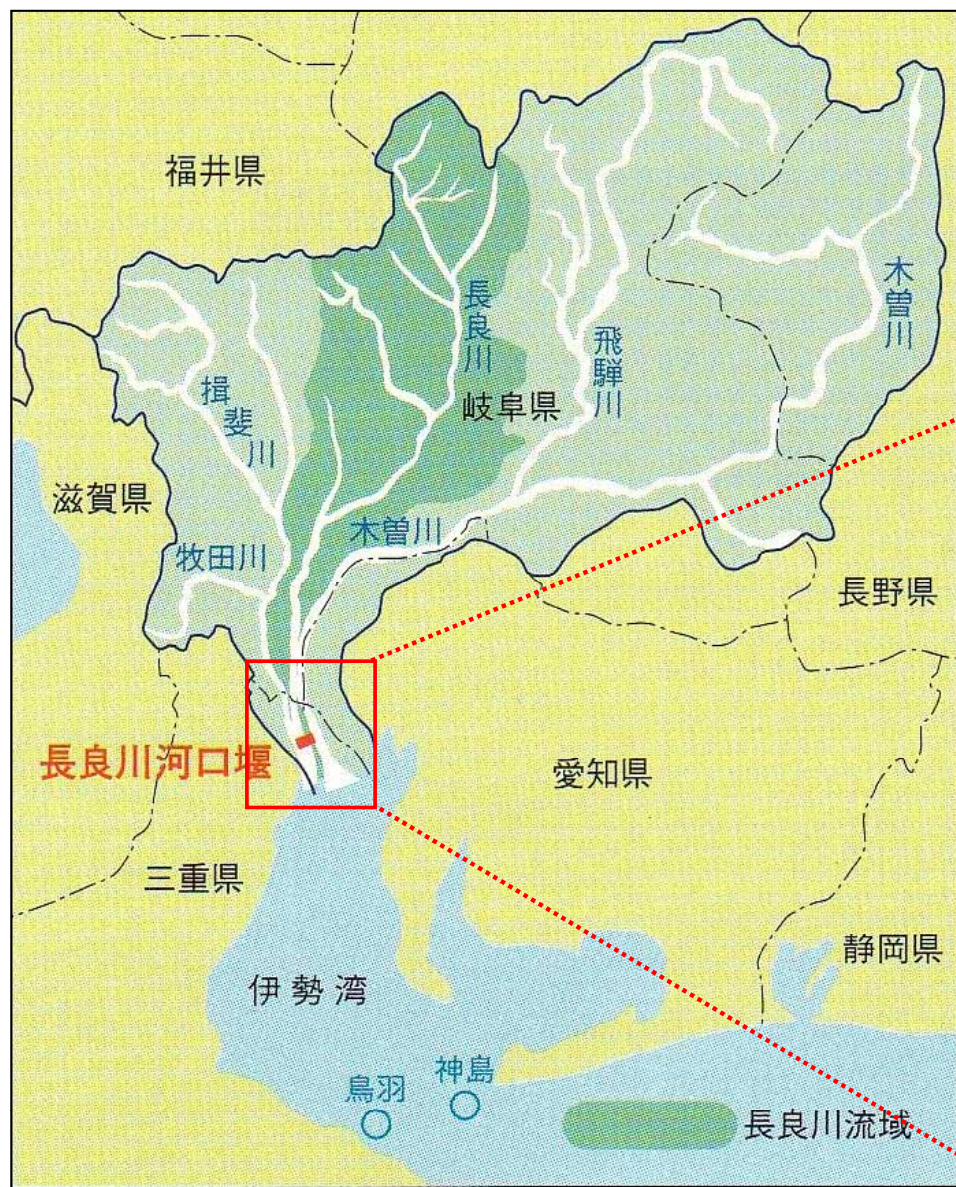 福井県
長良川
木曽川
飛騨川
岐阜県
揖斐川
滋賀県
木曽川
牧田川
長野県
長良川河口堰
愛知県
三重県
静岡県
伊勢湾
神島
鳥羽
長良川流域